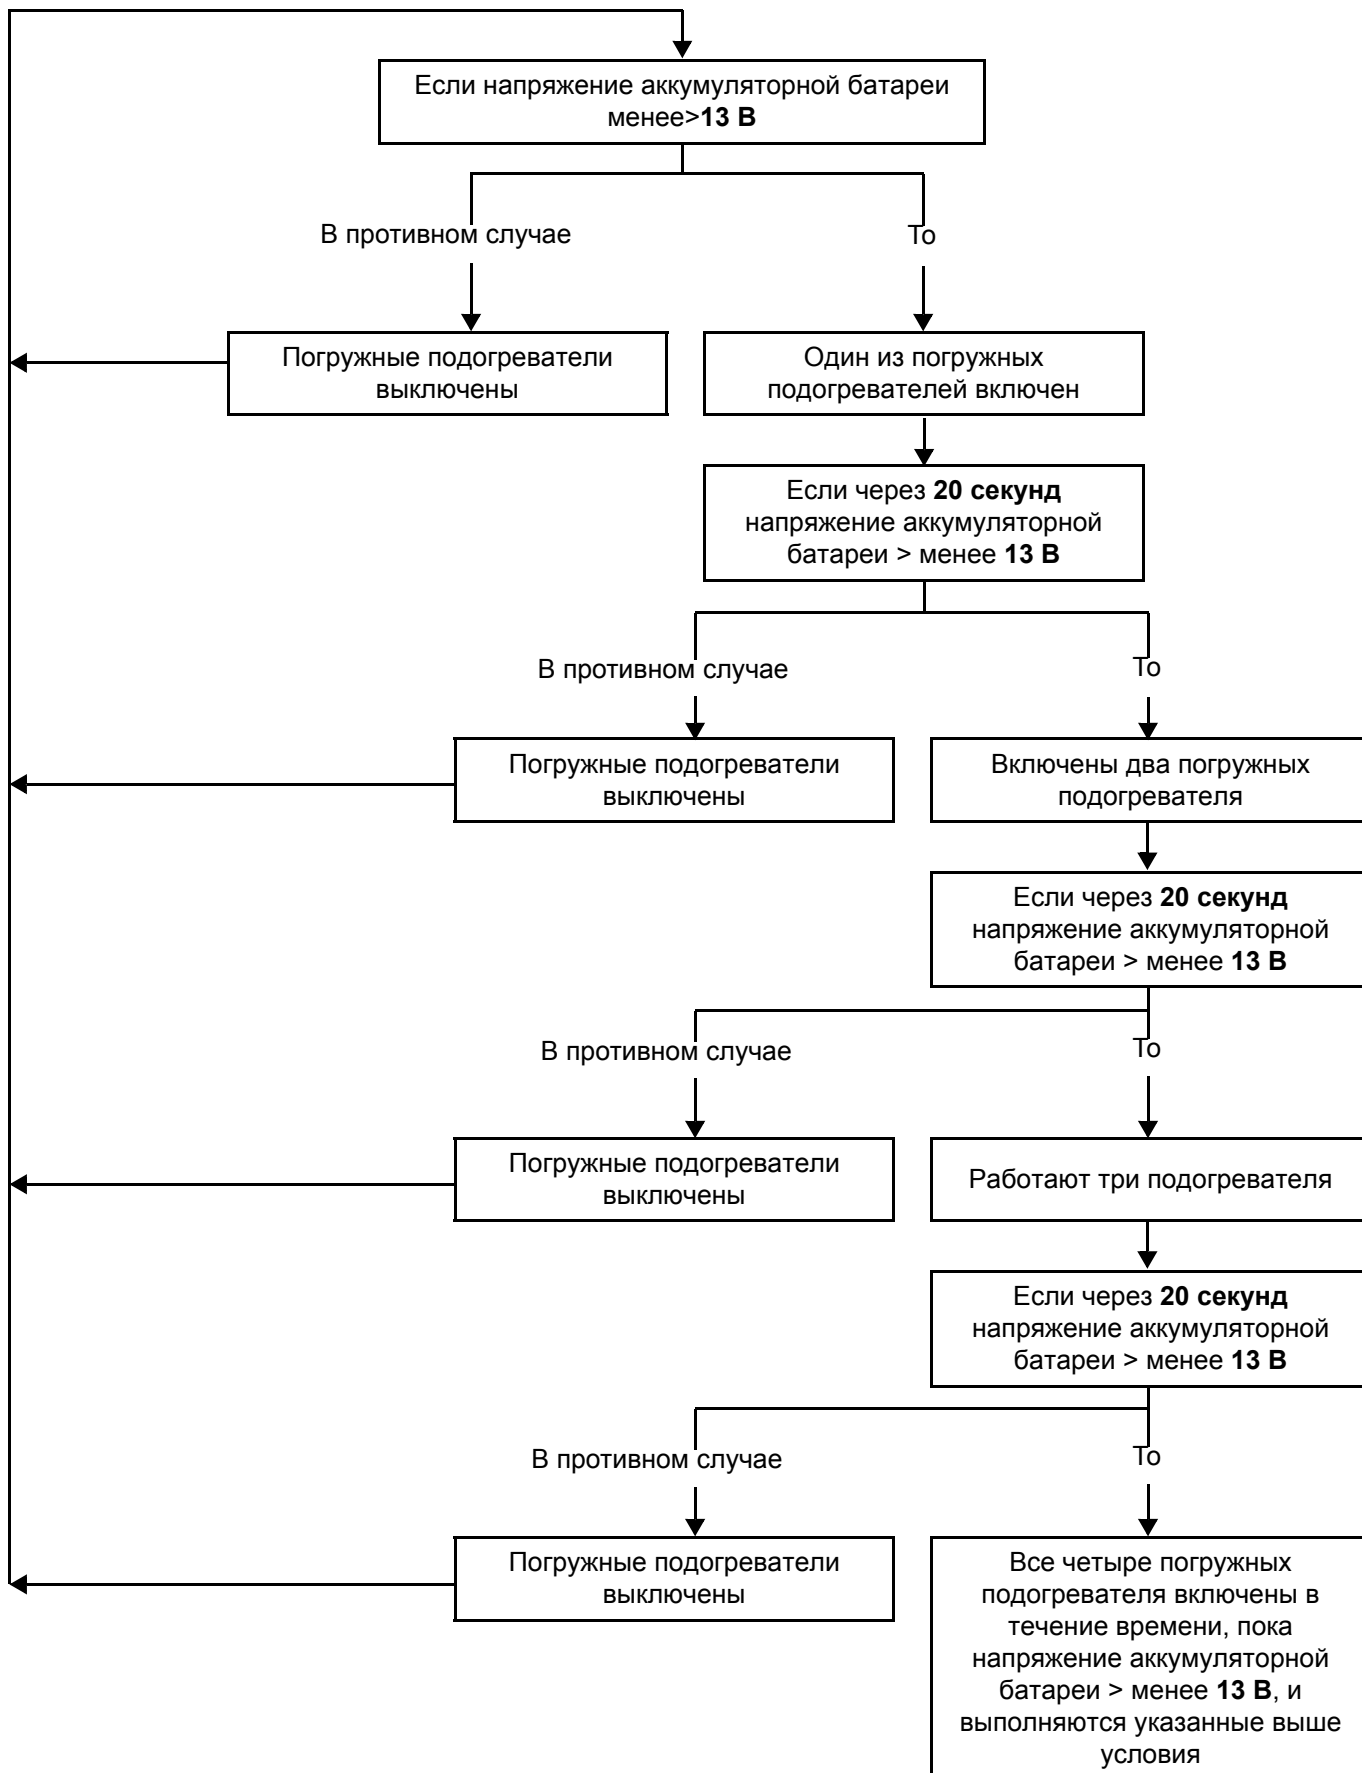 Если напряжение аккумуляторной батареи
менее>13 В
В противном случае
То
Погружные подогреватели
выключены
Один из погружных
подогревателей включен
Если через 20 секунд
напряжение аккумуляторной
батареи > менее 13 В
В противном случае
То
Погружные подогреватели
выключены
Включены два погружных
подогревателя
Если через 20 секунд
напряжение аккумуляторной
батареи > менее 13 В
В противном случае
То
Погружные подогреватели
выключены
Работают три подогревателя
Если через 20 секунд
напряжение аккумуляторной
батареи > менее 13 В
В противном случае
То
Погружные подогреватели
выключены
Все четыре погружных
подогревателя включены в
течение времени, пока
напряжение аккумуляторной
батареи > менее 13 В, и
выполняются указанные выше
условия